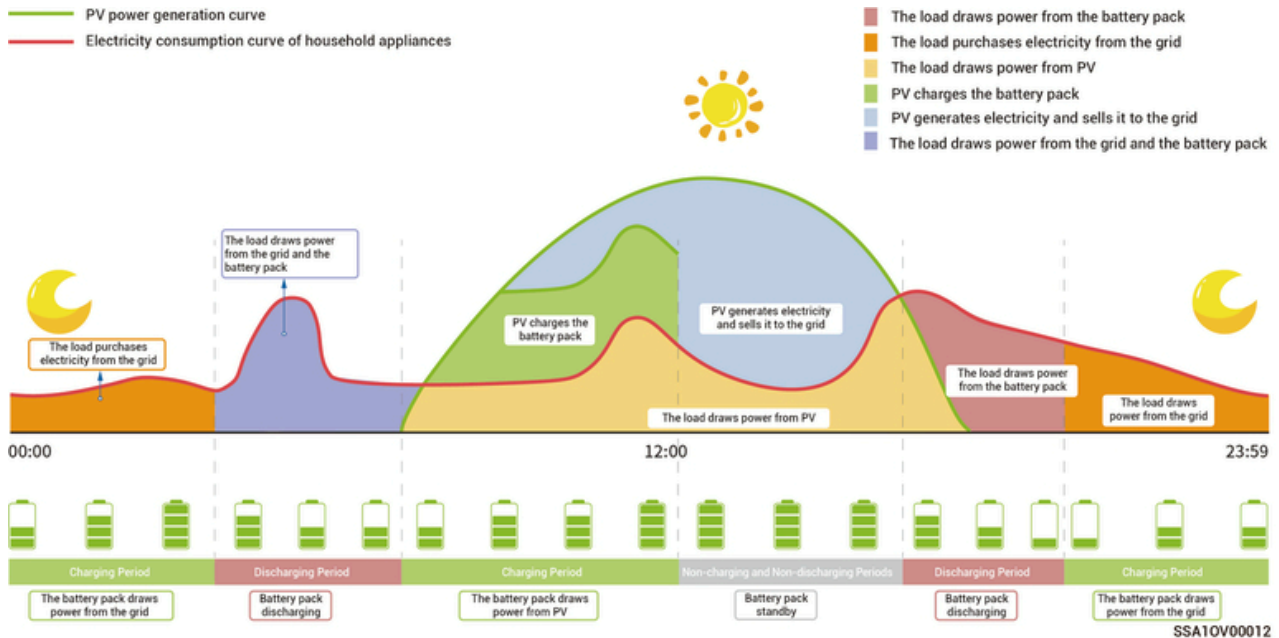 PV power generation curve
Electricity consumption curve of household appliances
The load draws power from the battery pack
The load purchases electricity from the grid
The load draws power from PV
PV charges the battery pack
PV generates electricity and sells it to the grid
The load draws power from the grid and the battery pack
The load draws power
from the grid and the
battery pack
The load purchases
electricity from the grid
PV charges the
battery pack
PV generates electricity
and sells it to the grid
The load draws power
from the battery pack
The load draws power from PV
The load draws
power from the grid
00:00
12:00
23:59
Charging Period
Discharging Period
Charging Period
Non-charging and Non-discharging Periods
Discharging Period
Charging Period
The battery pack draws
power from the grid
Battery pack
discharging
The battery pack draws
power from PV
Battery pack
standby
Battery pack
discharging
The battery pack draws
power from the grid
SSA1OV00012